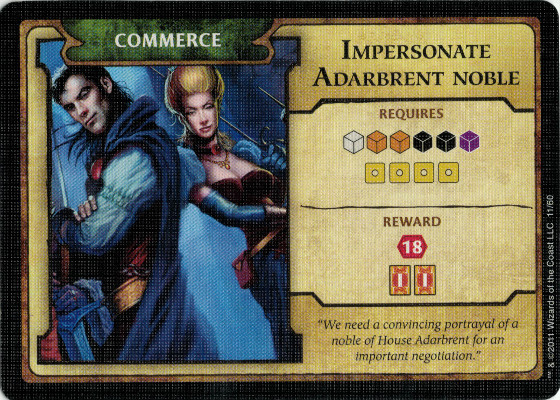 COMMERCE
IMPERSONATE
ADARBRENT NOBLE
REQUIRES
REWARD
18
"We need a convincing portrayal of a
noble of House Adarbrent for an
important negotiation."
™ & ©2011 Wizards of the Coast LLC 11/60